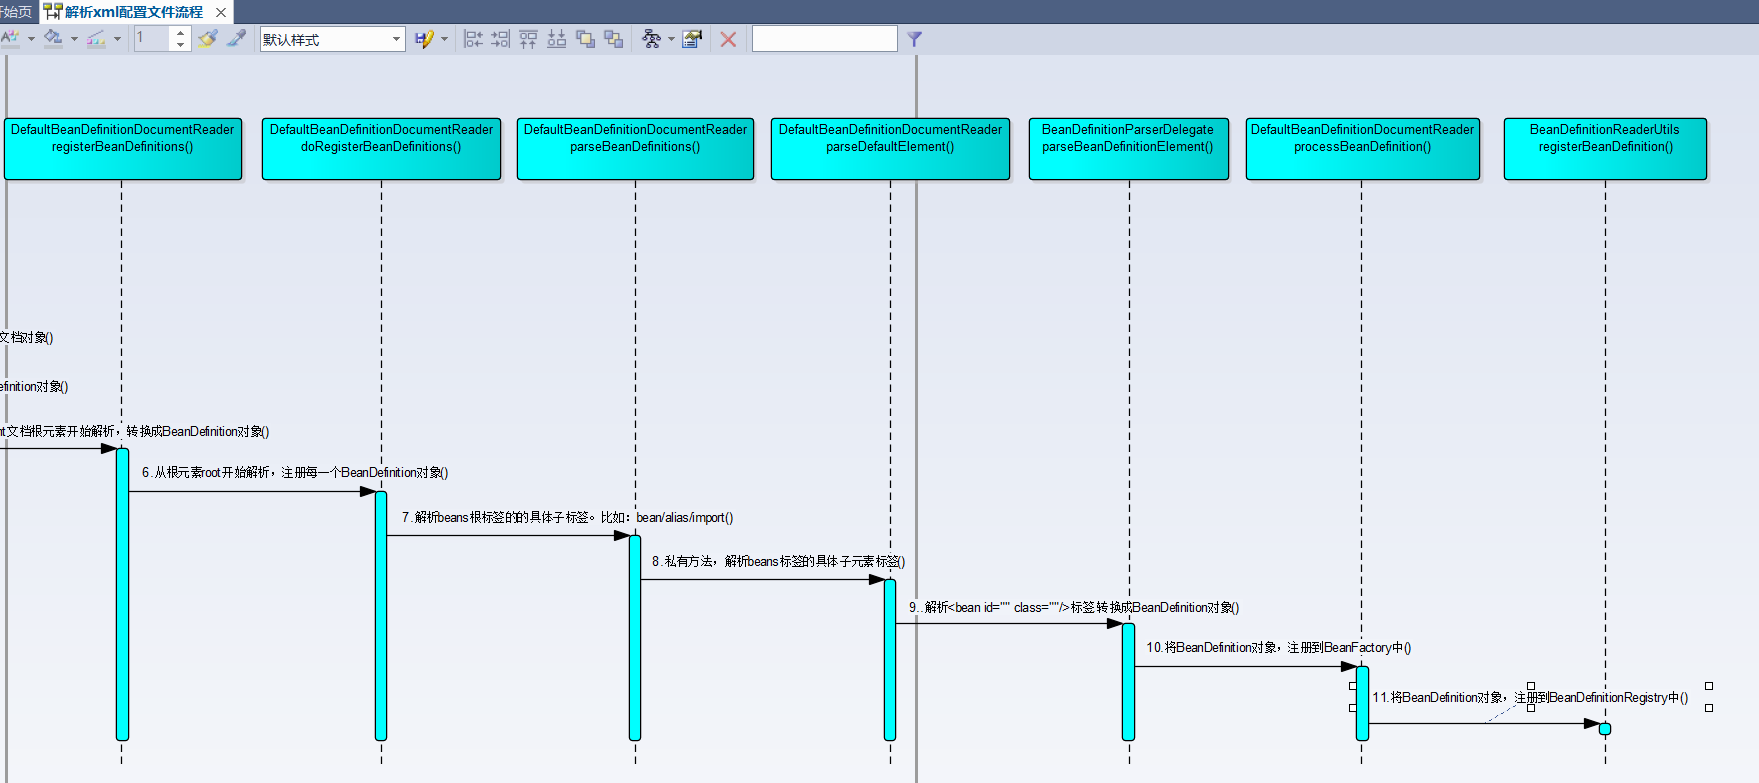 开始页
解析xml配置文件流程
1
默认样式
DefaultBeanDefinitionDocumentReader
registerBeanDefinitions()
DefaultBeanDefinitionDocumentReader
doRegisterBeanDefinitions()
DefaultBeanDefinitionDocumentReader
parseBeanDefinitions()
DefaultBeanDefinitionDocumentReader
parseDefaultElement()
BeanDefinitionParserDelegate
parseBeanDefinitionElement()
DefaultBeanDefinitionDocumentReader
processBeanDefinition()
BeanDefinitionReaderUtils
registerBeanDefinition()
文档对象()
efinition对象()
nt文档根元素开始解析，转换成BeanDefinition对象()
6.从根元素root开始解析，注册每一个BeanDefinition对象()
7.解析beans根标签的的具体子标签。比如：bean/alias/import()
8.私有方法，解析beans标签的具体子元素标签()
9..解析<bean id="" class=""/>标签转换成BeanDefinition对象()
10.将BeanDefinition对象，注册到BeanFactory中()
11.将BeanDefinition对象，注册到BeanDefinitionRegistry中()